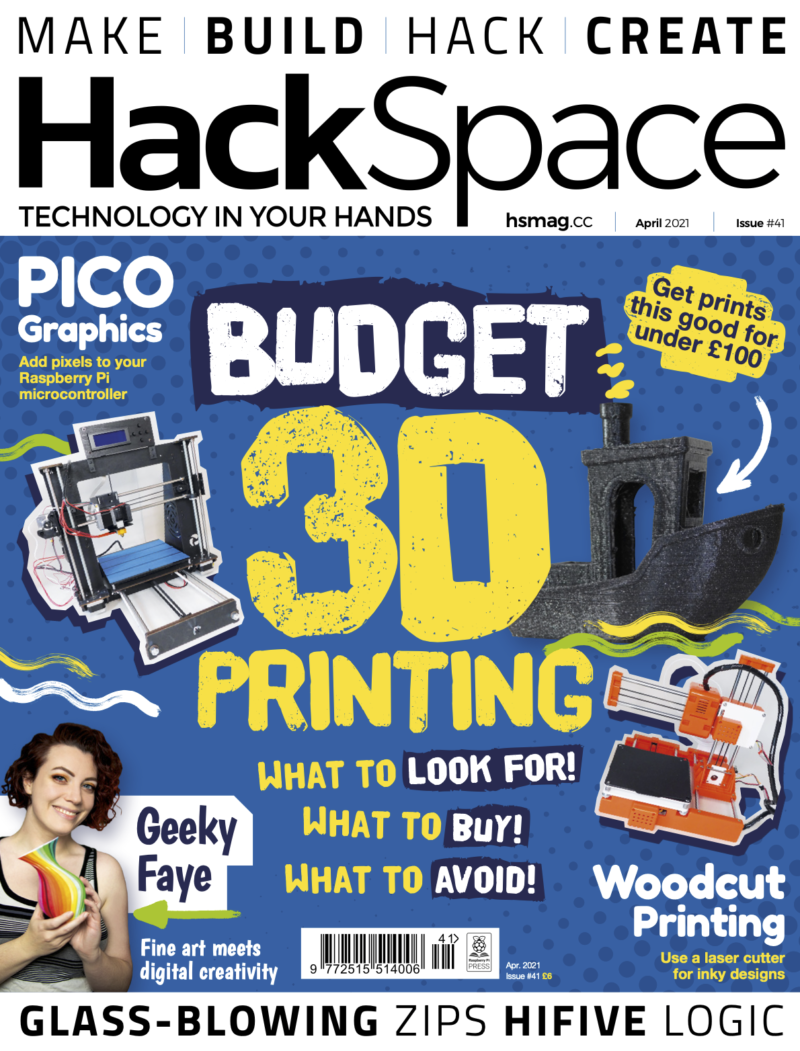 MAKE | BUILD | HACK | CREATE
HackSpace
TECHNOLOGY IN YOUR HANDS
hsmag.cc | April 2021 | Issue #41
PICO
Graphics
Add pixels to your
Raspberry Pi
microcontroller
BUDGET
3D
PRINTING
Get prints
this good for
under £100
WHAT TO LOOK FOR!
WHAT TO BUY!
WHAT TO AVOID!
Geeky
Faye
Fine art meets
digital creativity
Woodcut
Printing
Use a laser cutter
for inky designs
41>
9 772515 514006
Raspberry Pi
PRESS
Apr. 2021
Issue #41 £6
GLASS-BLOWING ZIPS HIFIVE LOGIC